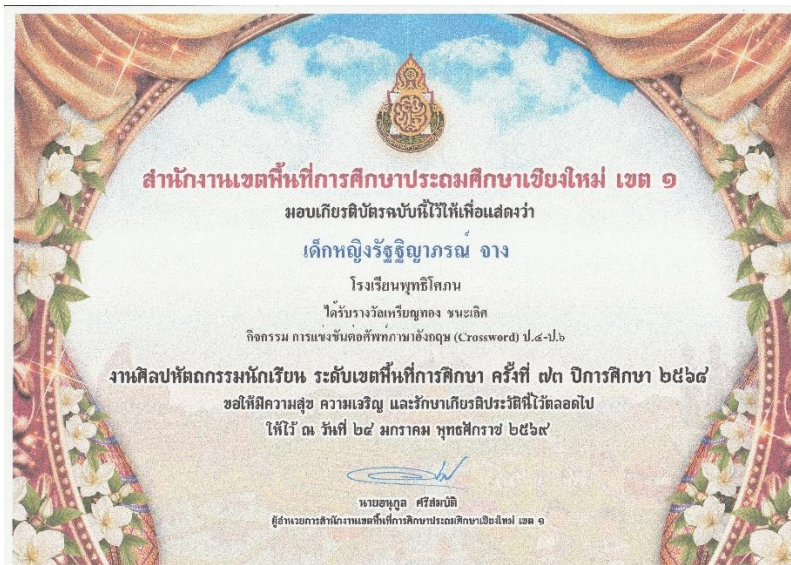 สำนักงานเขตพื้นที่การศึกษาประถมศึกษาเชียงใหม่ เขต ๑
มอบเกียรติบัตรฉบับนี้ไว้ให้เพื่อแสดงว่า
เด็กหญิงรัฐฐิญาภรณ์ จาง
โรงเรียนพุทธิโศภน
ได้รับรางวัลเหรียญทอง ชนะเลิศ
กิจกรรม การแข่งขันต่อศัพท์ภาษาอังกฤษ (Crossword) ป.๔-ป.๖
งานศิลปหัตถกรรมนักเรียน ระดับเขตพื้นที่การศึกษา ครั้งที่ ๗๓ ปีการศึกษา ๒๕๖๘
ขอให้มีความสุข ความเจริญ และรักษาเกียรติประวัตินี้ไว้ตลอดไป
ให้ไว้ ณ วันที่ ๒๔ มกราคม พุทธศักราช ๒๕๖๙
นายอนุกูล ศรีสมบัติ
ผู้อำนวยการสำนักงานเขตพื้นที่การศึกษาประถมศึกษาเชียงใหม่ เขต ๑